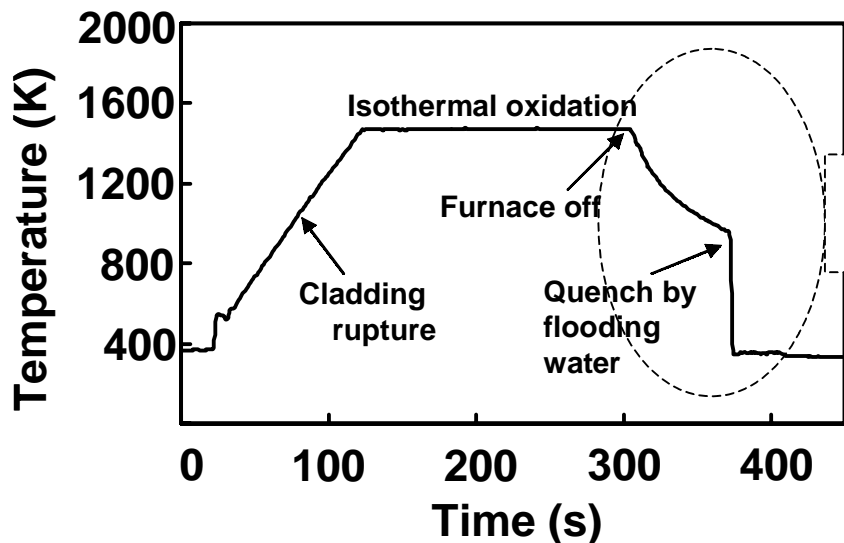 2000
1600
1200
800
400
Temperature (K)
Isothermal oxidation
Furnace off
Cladding
rupture
Quench by
flooding
water
0 100 200 300 400
Time (s)